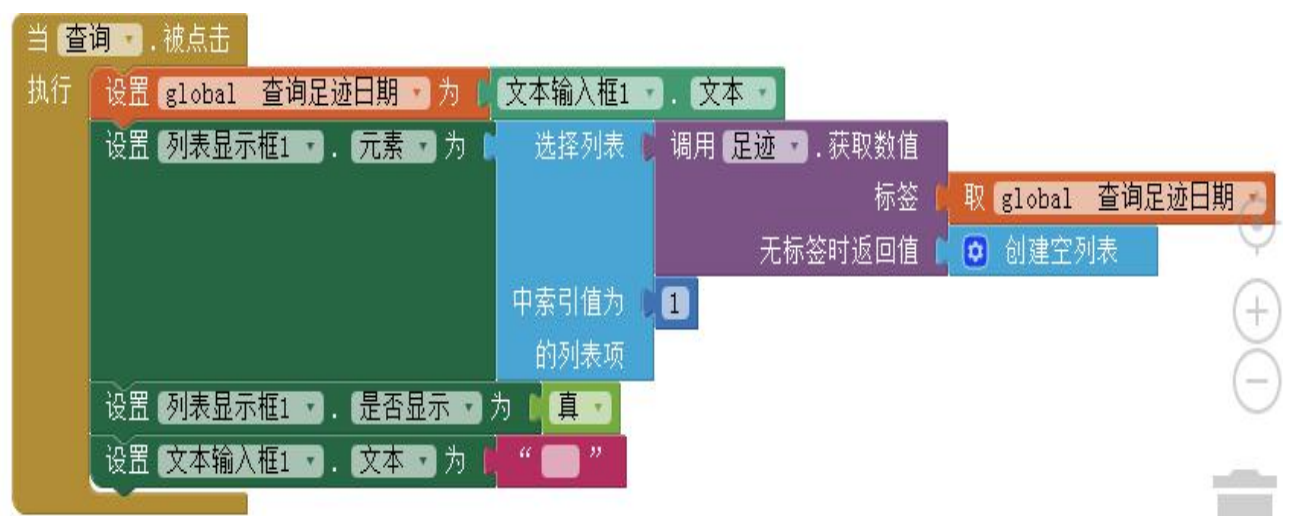 当 查询 . 被点击
执行 设置 global 查询足迹日期 为 文本输入框1 . 文本
设置 列表显示框1 . 元素 为 选择列表 调用 足迹 . 获取数值
标签 取 global 查询足迹日期
无标签时返回值 创建空列表
中索引值为 1
的列表项
设置 列表显示框1 . 是否显示 为 真
设置 文本输入框1 . 文本 为 “ ”